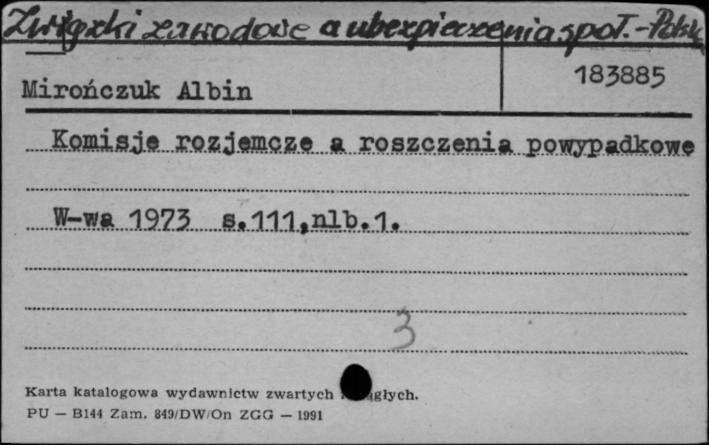 Związki zawodowe a ubezpieczenia społ. - Polska
183885
Mirończuk Albin
Komisje rozjemcze a roszczenia powypadkowe
W-wa 1973 s.111,nlb.1.
3
Karta katalogowa wydawnictw zwartych
PU — B144 Zam. 849/DW/On ZGG — 1991